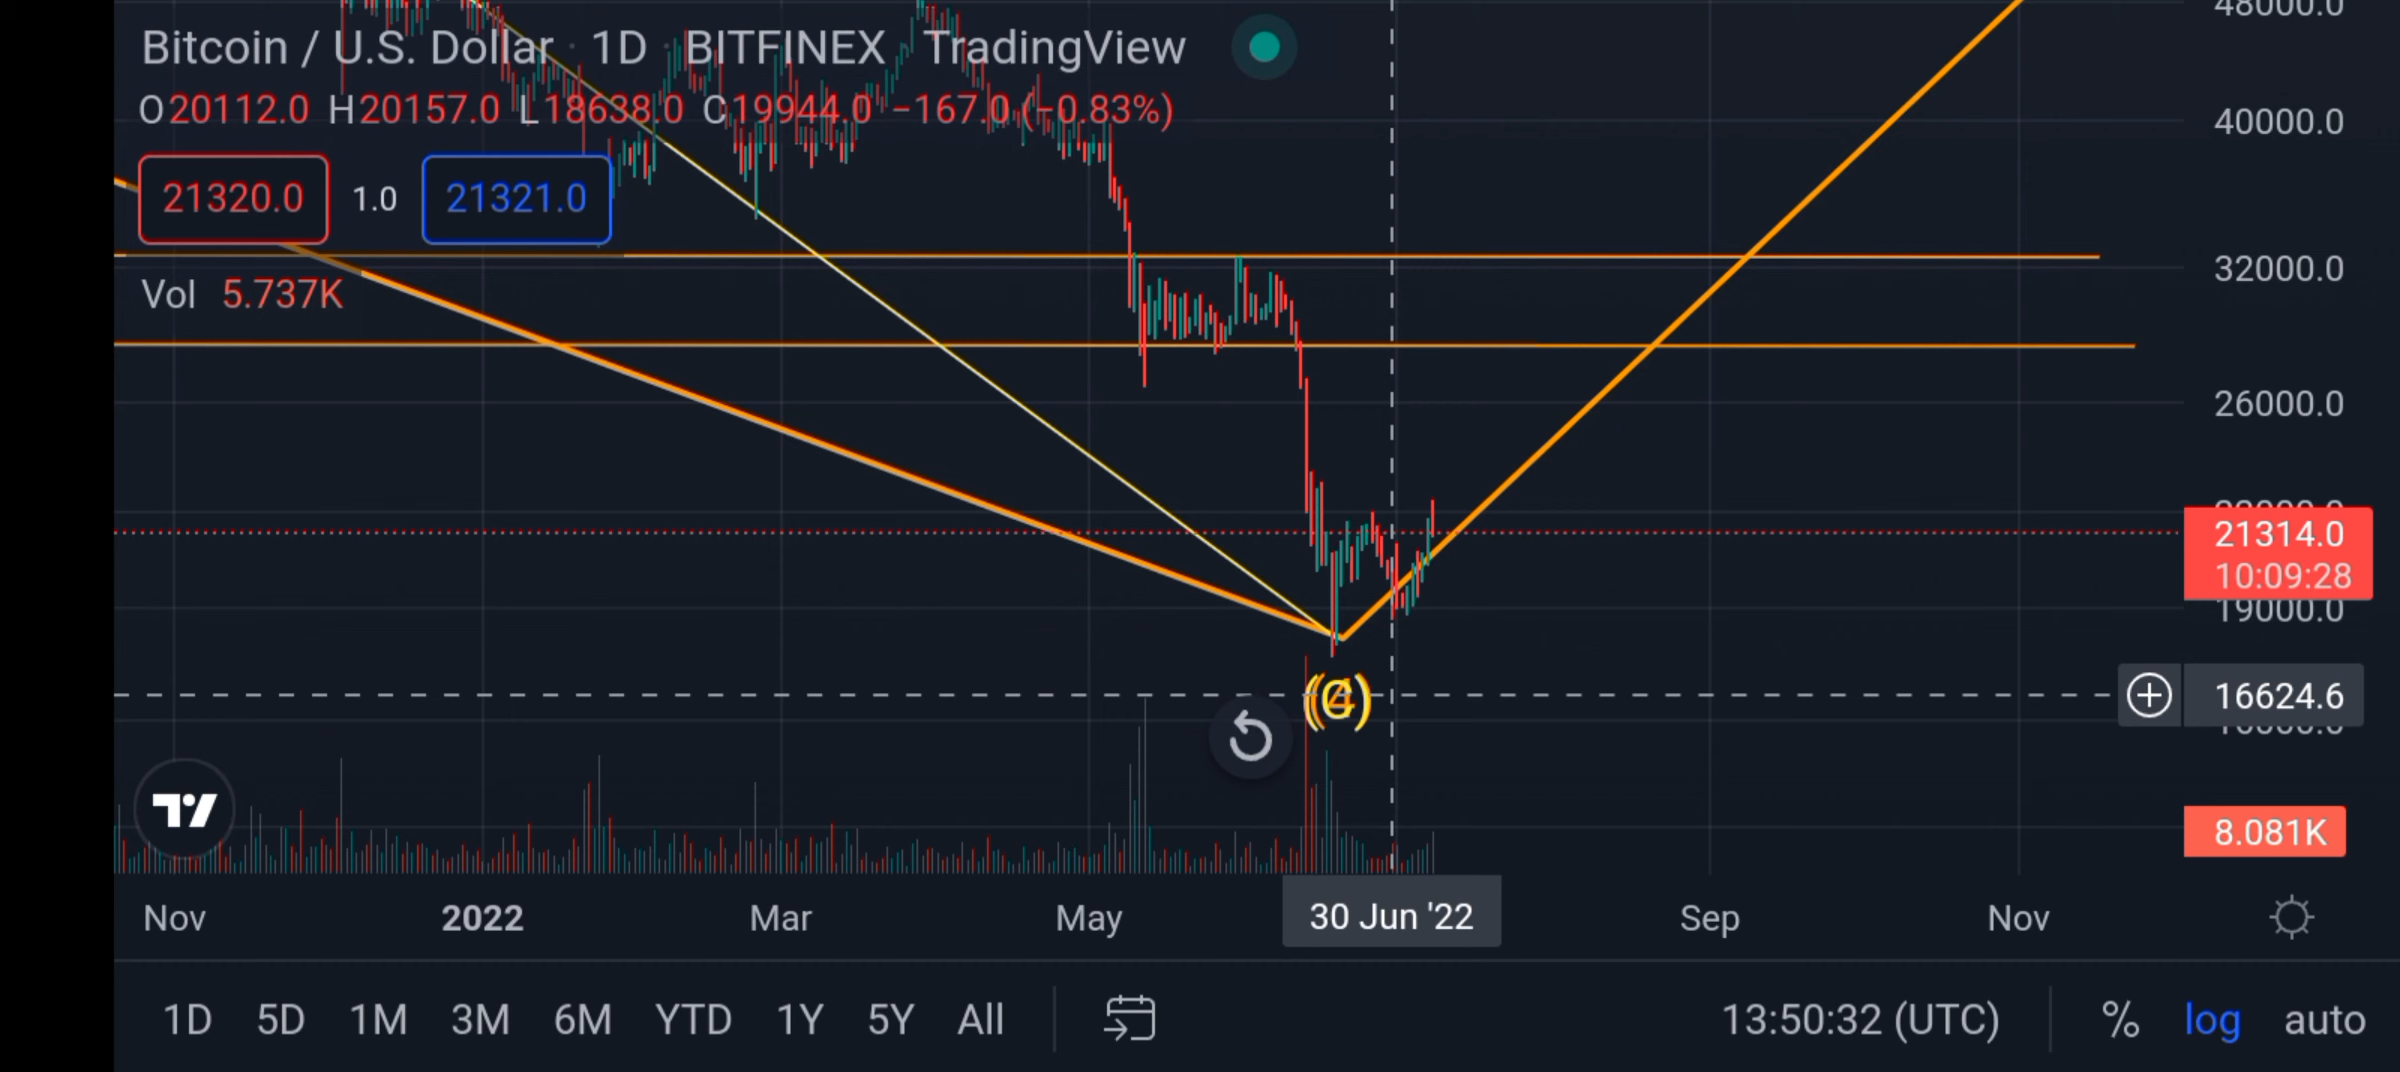 48000.0
Bitcoin / U.S. Dollar · 1D · BITFINEX · TradingView
O20112.0 H20157.0 L18638.0 C19944.0 −167.0 (−0.83%)
40000.0
21320.0 1.0 21321.0
32000.0
Vol 5.737K
26000.0
21314.0
10:09:28
19000.0
16624.6
8.081K
Nov 2022 Mar May 30 Jun '22 Sep Nov
1D 5D 1M 3M 6M YTD 1Y 5Y All 13:50:32 (UTC) % log auto